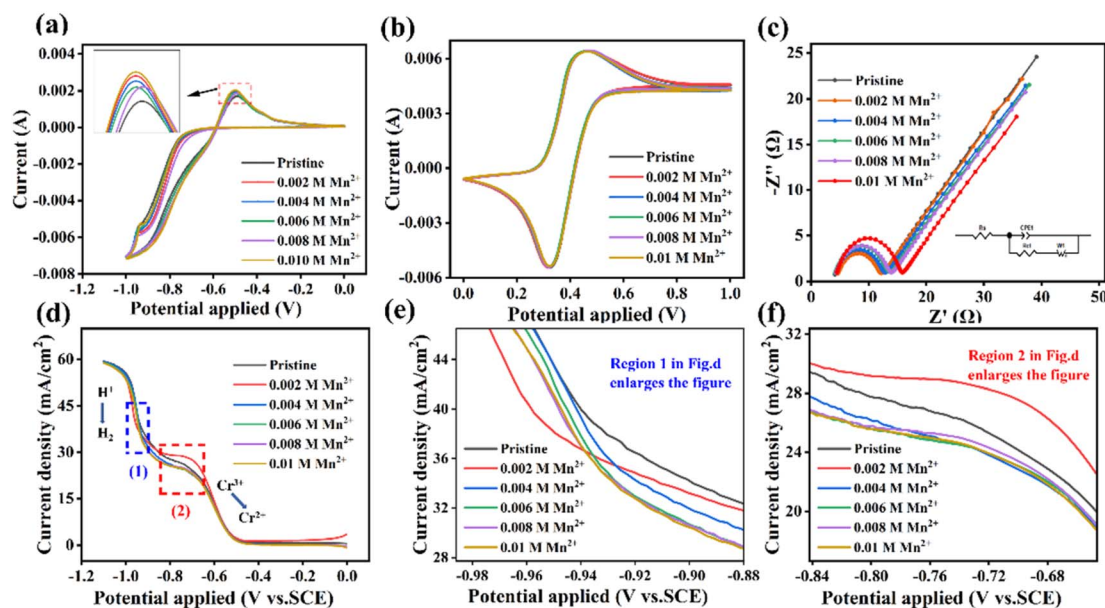 (a)
0.004
0.002
0.000
-0.002
-0.004
-0.006
-0.008
Current (A)
Pristine
0.002 M Mn²⁺
0.004 M Mn²⁺
0.006 M Mn²⁺
0.008 M Mn²⁺
0.010 M Mn²⁺
-1.2 -1.0 -0.8 -0.6 -0.4 -0.2 0.0
Potential applied (V)
(b)
0.006
0.003
0.000
-0.003
-0.006
Current (A)
Pristine
0.002 M Mn²⁺
0.004 M Mn²⁺
0.006 M Mn²⁺
0.008 M Mn²⁺
0.01 M Mn²⁺
0.0 0.2 0.4 0.6 0.8 1.0
Potential applied (V)
(c)
25
20
15
10
5
0
-Z'' (Ω)
Pristine
0.002 M Mn²⁺
0.004 M Mn²⁺
0.006 M Mn²⁺
0.008 M Mn²⁺
0.01 M Mn²⁺
Rs CPE1
Rct W1
0 10 20 30 40 50
Z' (Ω)
(d)
60
45
30
15
0
Current density (mA/cm²)
H⁺
H₂
(1)
(2)
Cr³⁺
Cr²⁺
Pristine
0.002 M Mn²⁺
0.004 M Mn²⁺
0.006 M Mn²⁺
0.008 M Mn²⁺
0.01 M Mn²⁺
-1.2 -1.0 -0.8 -0.6 -0.4 -0.2 0.0
Potential applied (V vs.SCE)
(e)
44
40
36
32
28
Current density (mA/cm²)
Region 1 in Fig.d
enlarges the figure
Pristine
0.002 M Mn²⁺
0.004 M Mn²⁺
0.006 M Mn²⁺
0.008 M Mn²⁺
0.01 M Mn²⁺
-0.98 -0.96 -0.94 -0.92 -0.90 -0.88
Potential applied (V vs.SCE)
(f)
32
28
24
20
Current density (mA/cm²)
Region 2 in Fig.d
enlarges the figure
Pristine
0.002 M Mn²⁺
0.004 M Mn²⁺
0.006 M Mn²⁺
0.008 M Mn²⁺
0.01 M Mn²⁺
-0.84 -0.80 -0.76 -0.72 -0.68
Potential applied (V vs.SCE)